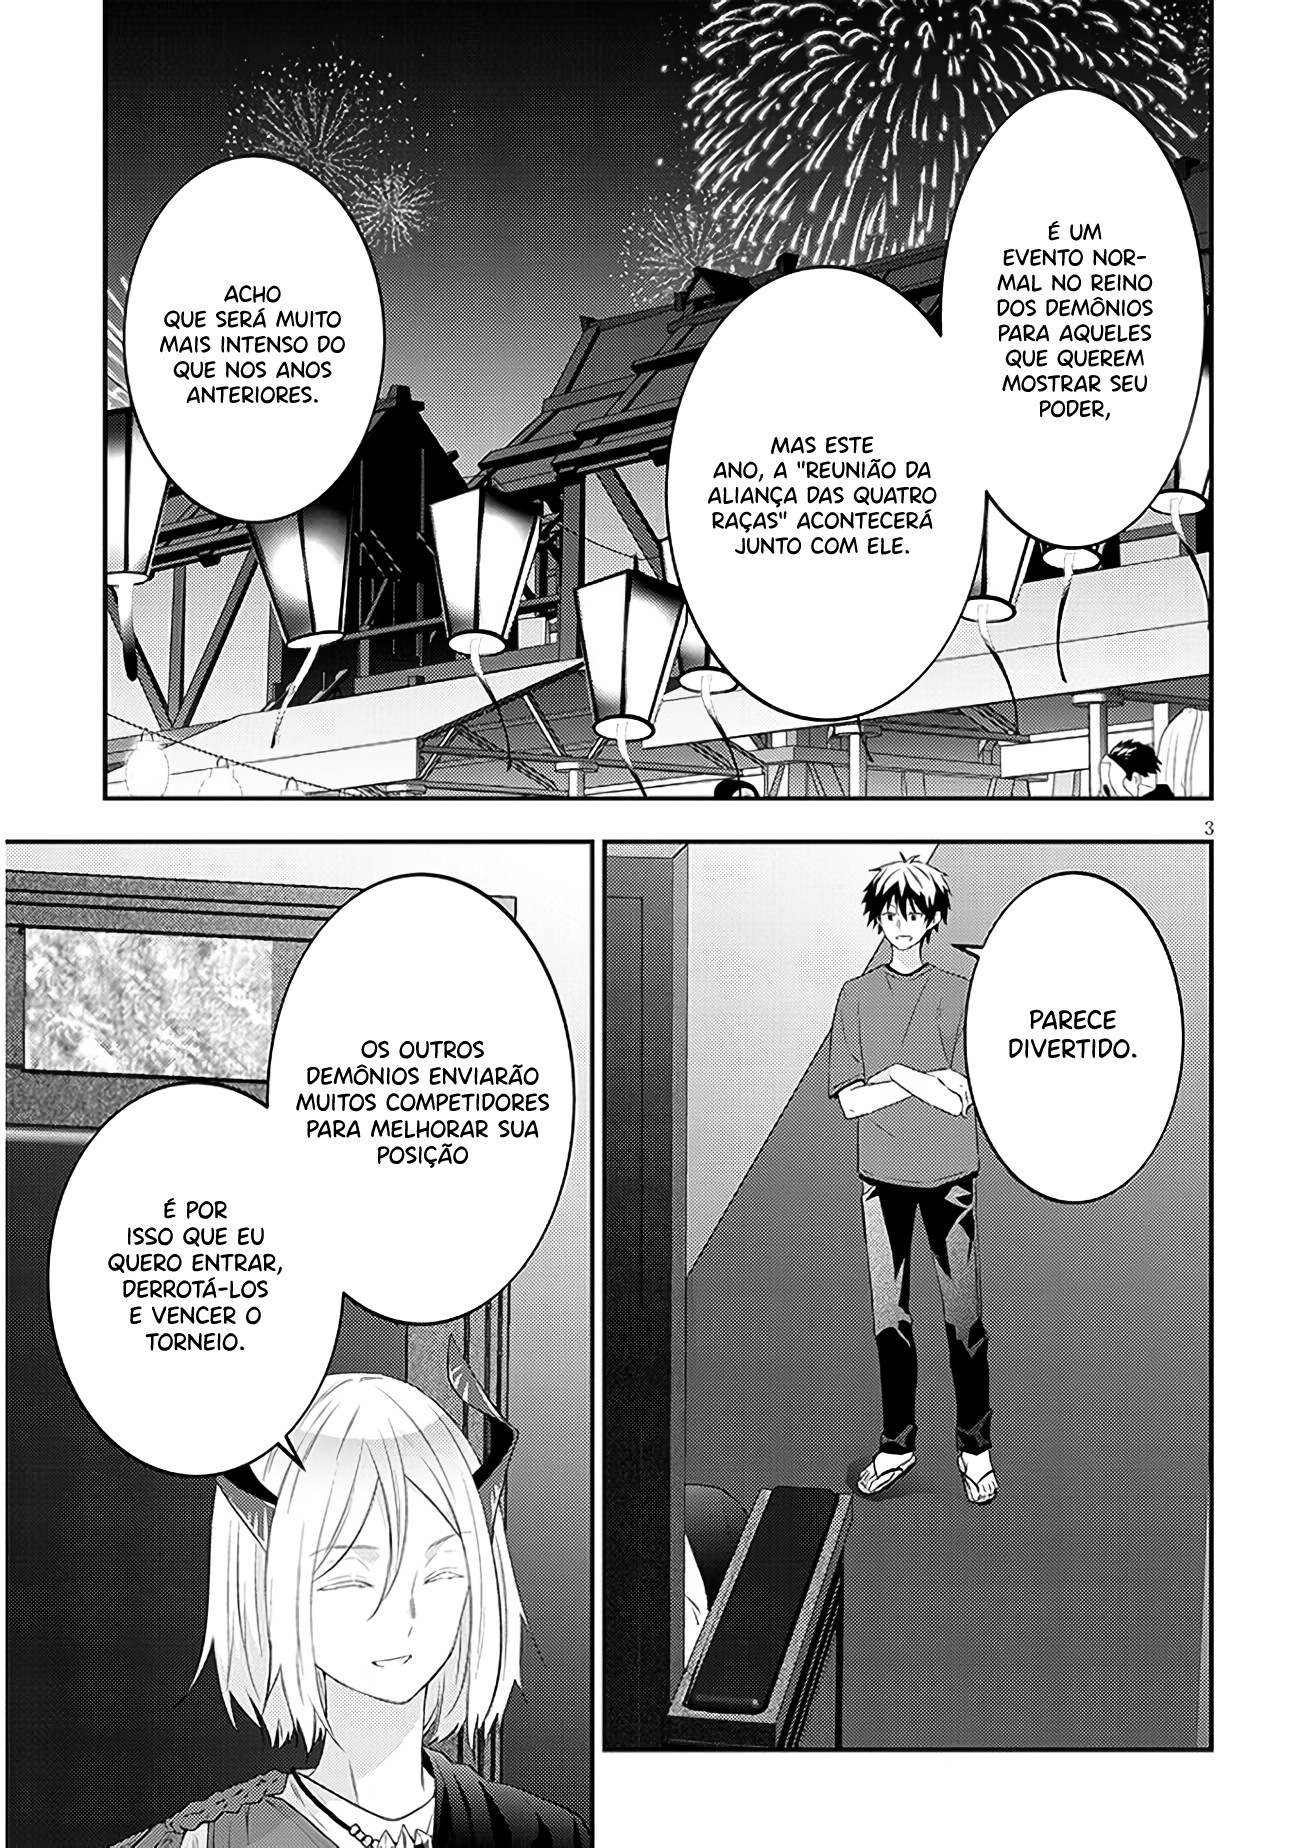 É UM
EVENTO NOR-
MAL NO REINO
DOS DEMÔNIOS
PARA AQUELES
QUE QUEREM
MOSTRAR SEU
PODER,
MAS ESTE
ANO, A "REUNIÃO DA
ALIANÇA DAS QUATRO
RAÇAS" ACONTECERÁ
JUNTO COM ELE.
ACHO
QUE SERÁ MUITO
MAIS INTENSO DO
QUE NOS ANOS
ANTERIORES.
3
PARECE
DIVERTIDO.
OS OUTROS
DEMÔNIOS ENVIARÃO
MUITOS COMPETIDORES
PARA MELHORAR SUA
POSIÇÃO
É POR
ISSO QUE EU
QUERO ENTRAR,
DERROTÁ-LOS
E VENCER O
TORNEIO.